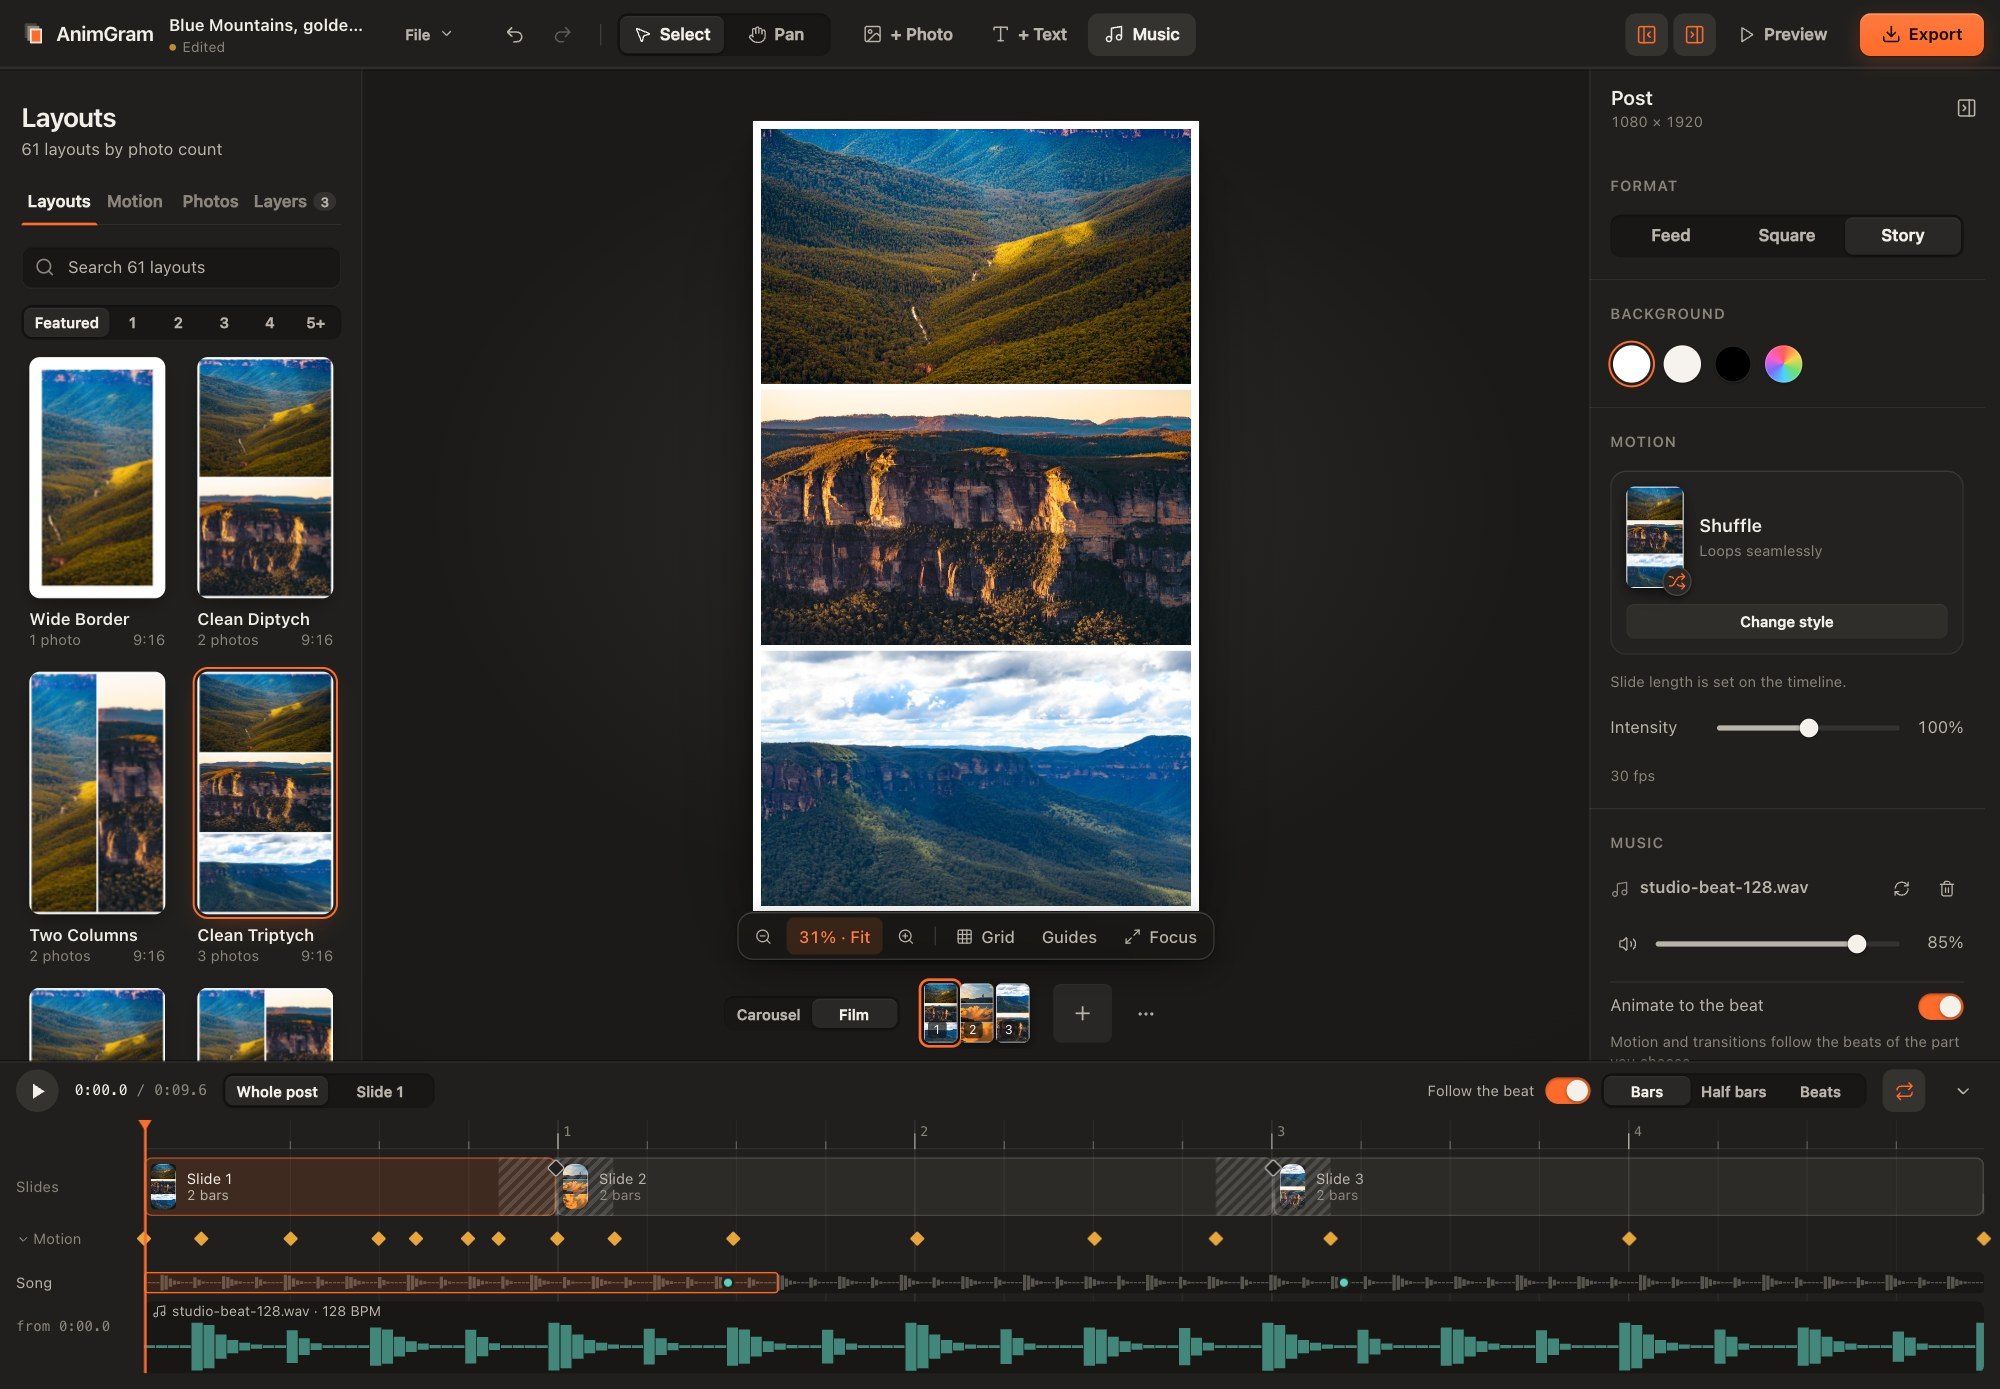 AnimGram
Blue Mountains, golde...
Edited
File
Select
Pan
+ Photo
+ Text
Music
Preview
Export
Layouts
61 layouts by photo count
Layouts Motion Photos Layers 3
Search 61 layouts
Featured 1 2 3 4 5+
Wide Border
1 photo 9:16
Clean Diptych
2 photos 9:16
Two Columns
2 photos 9:16
Clean Triptych
3 photos 9:16
31% · Fit
Grid
Guides
Focus
Carousel
Film
1
2
3
Post
1080 × 1920
FORMAT
Feed Square Story
BACKGROUND
MOTION
Shuffle
Loops seamlessly
Change style
Slide length is set on the timeline.
Intensity 100%
30 fps
MUSIC
studio-beat-128.wav
85%
Animate to the beat
Motion and transitions follow the beats of the part
0:00.0 / 0:09.6
Whole post
Slide 1
Follow the beat
Bars Half bars Beats
1 2 3 4
Slides
Slide 1
2 bars
Slide 2
2 bars
Slide 3
2 bars
Motion
Song
studio-beat-128.wav · 128 BPM
from 0:00.0